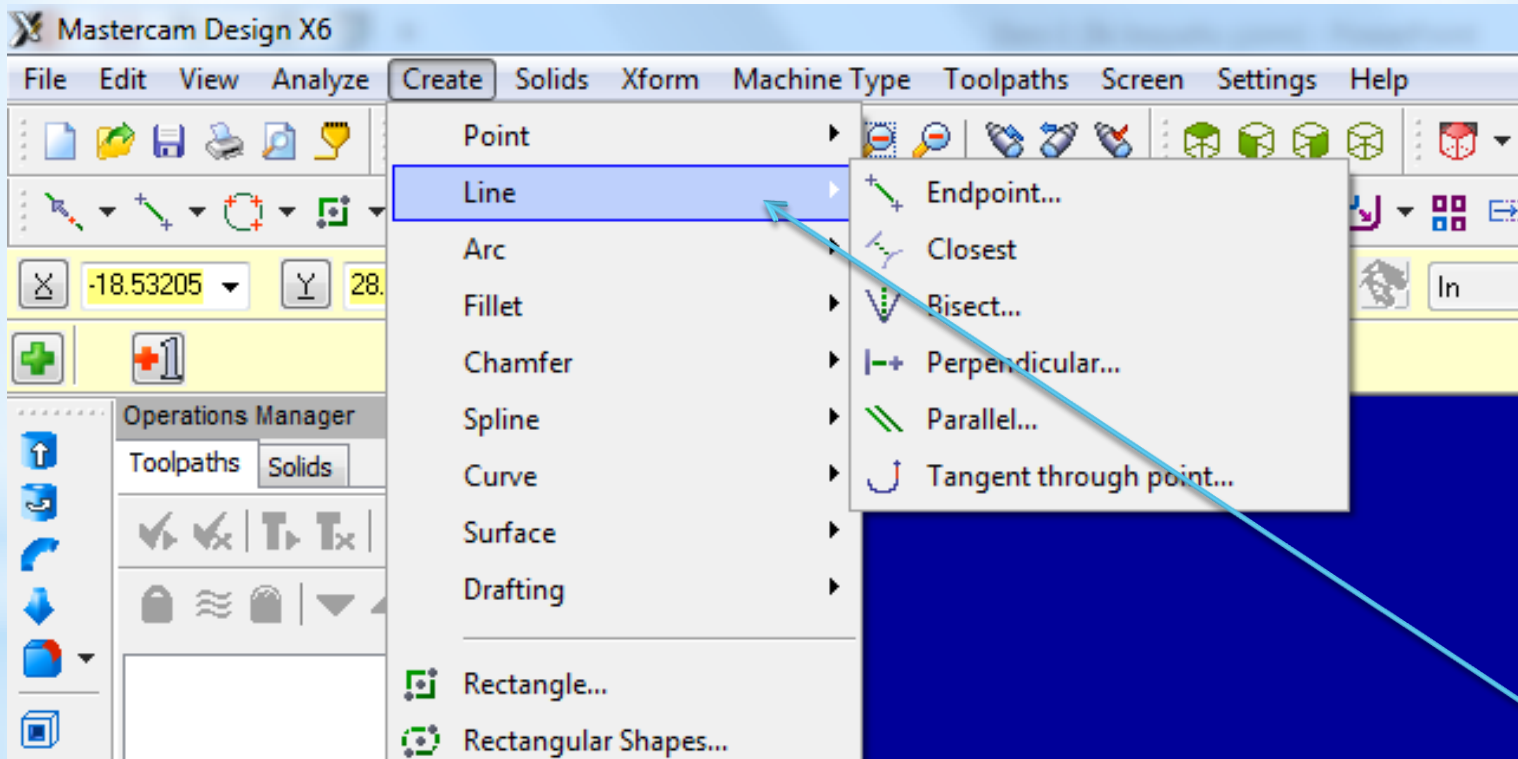 Mastercam Design X6
File Edit View Analyze Create Solids Xform Machine Type Toolpaths Screen Settings Help
Point
Line
Endpoint...
Closest
Bisect...
Perpendicular...
Parallel...
Tangent through point...
Arc
Fillet
Chamfer
Spline
Curve
Surface
Drafting
Rectangle...
Rectangular Shapes...
X -18.53205 Y 28.
In
+1
Operations Manager
Toolpaths Solids